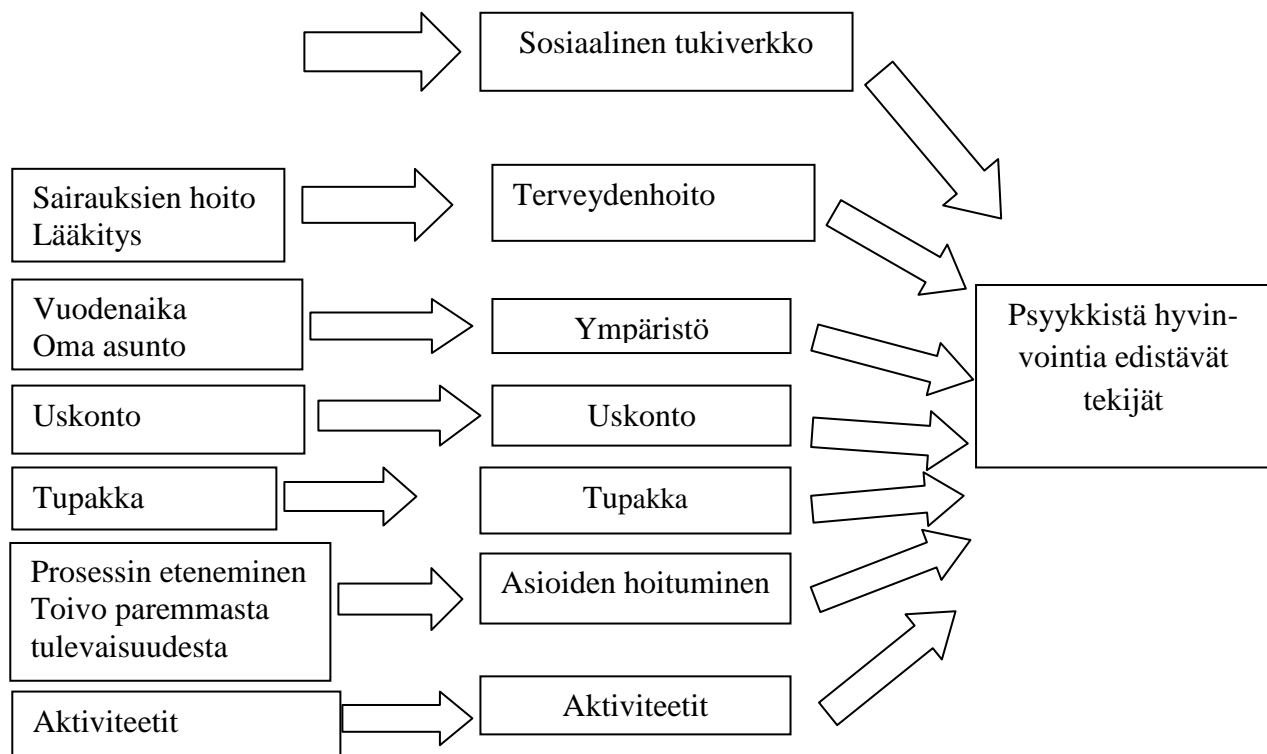 Sosiaalinen tukiverkko
Sairauksien hoito
Lääkitys
Terveydenhoito
Vuodenaika
Oma asunto
Ympäristö
Psyykkistä hyvin-
vointia edistävät
tekijät
Uskonto
Uskonto
Tupakka
Tupakka
Prosessin eteneminen
Toivo paremmasta
tulevaisuudesta
Asioiden hoituminen
Aktiviteetit
Aktiviteetit